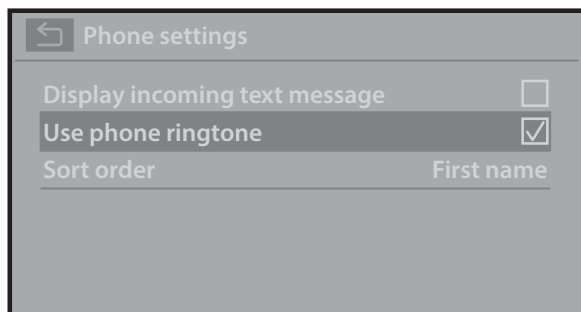 Phone settings
Display incoming text message
Use phone ringtone
Sort order First name